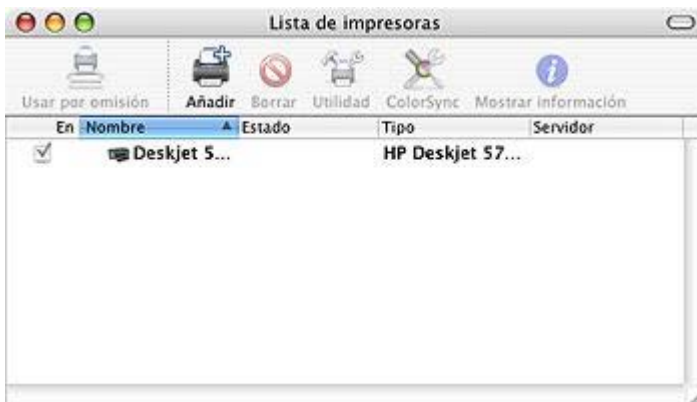 Lista de impresoras
Usar por omisión Añadir Borrar Utilidad ColorSync Mostrar información
En Nombre Estado Tipo Servidor
Deskjet 5... HP Deskjet 57...